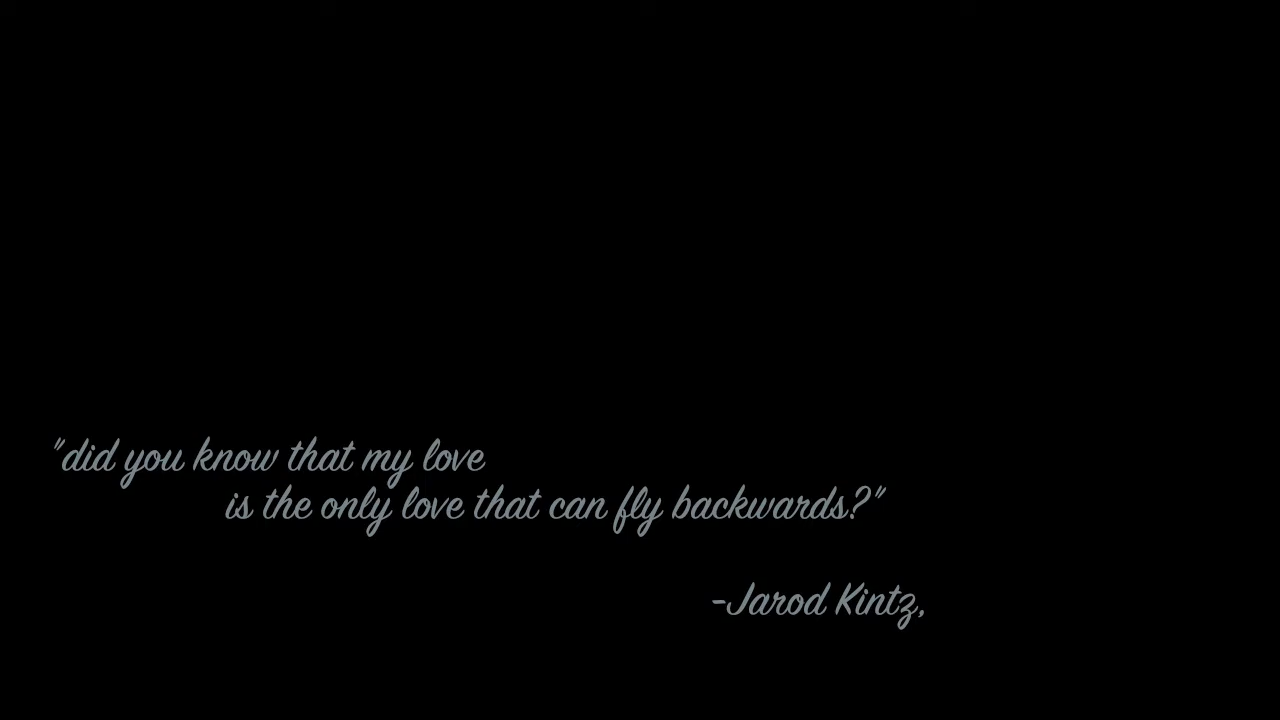 "did you know that my love
is the only love that can fly backwards?"
-Jarod Kintz,